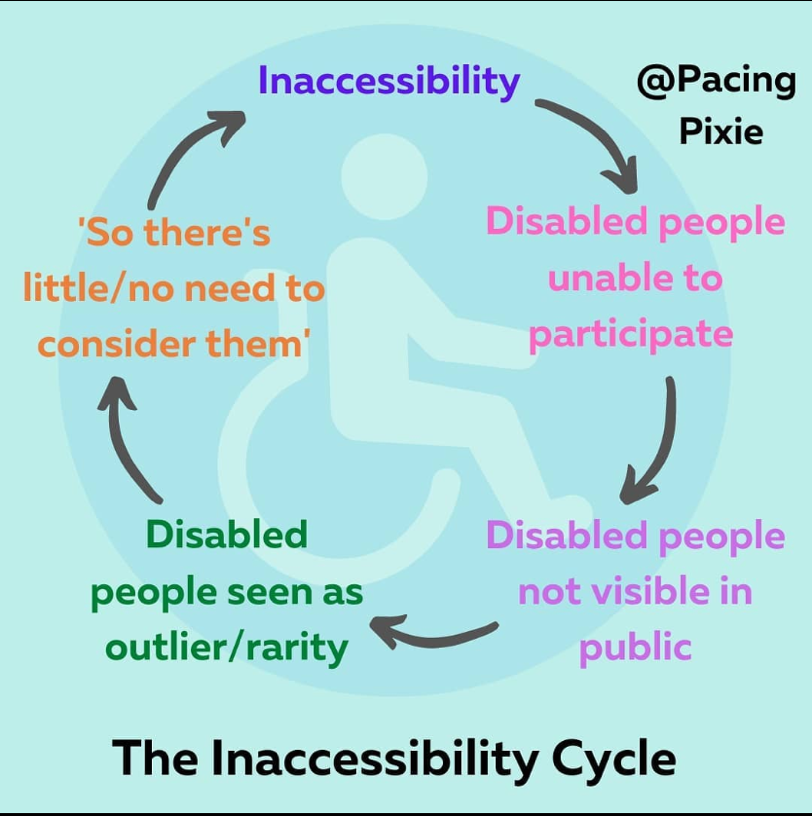 Inaccessibility
@Pacing
Pixie
Disabled people
unable to
participate
Disabled people
not visible in
public
Disabled
people seen as
outlier/rarity
'So there's
little/no need to
consider them'
The Inaccessibility Cycle